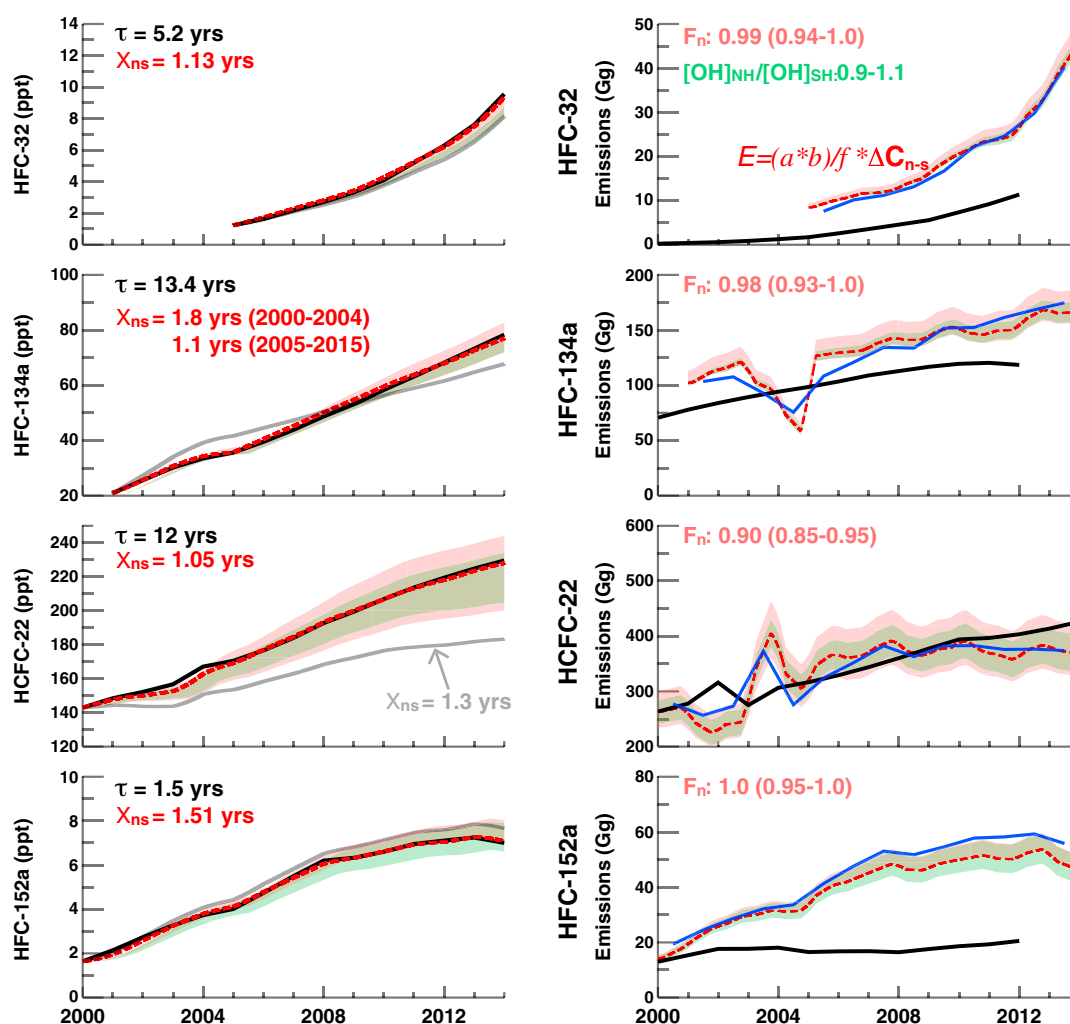 14
12
10
8
6
4
2
0
HFC-32 (ppt)
τ = 5.2 yrs
Xns = 1.13 yrs
50
40
30
20
10
0
HFC-32
Emissions (Gg)
Fn: 0.99 (0.94-1.0)
[OH]NH/[OH]SH:0.9-1.1
E=(a*b)/f *ΔCn-s
100
80
60
40
20
HFC-134a (ppt)
τ = 13.4 yrs
Xns = 1.8 yrs (2000-2004)
1.1 yrs (2005-2015)
200
150
100
50
0
HFC-134a
Emissions (Gg)
Fn: 0.98 (0.93-1.0)
240
220
200
180
160
140
120
HCFC-22 (ppt)
τ = 12 yrs
Xns = 1.05 yrs
Xns = 1.3 yrs
600
500
400
300
200
HCFC-22
Emissions (Gg)
Fn: 0.90 (0.85-0.95)
10
8
6
4
2
0
HFC-152a (ppt)
τ = 1.5 yrs
Xns = 1.51 yrs
2000 2004 2008 2012
80
60
40
20
0
HFC-152a
Emissions (Gg)
Fn: 1.0 (0.95-1.0)
2000 2004 2008 2012